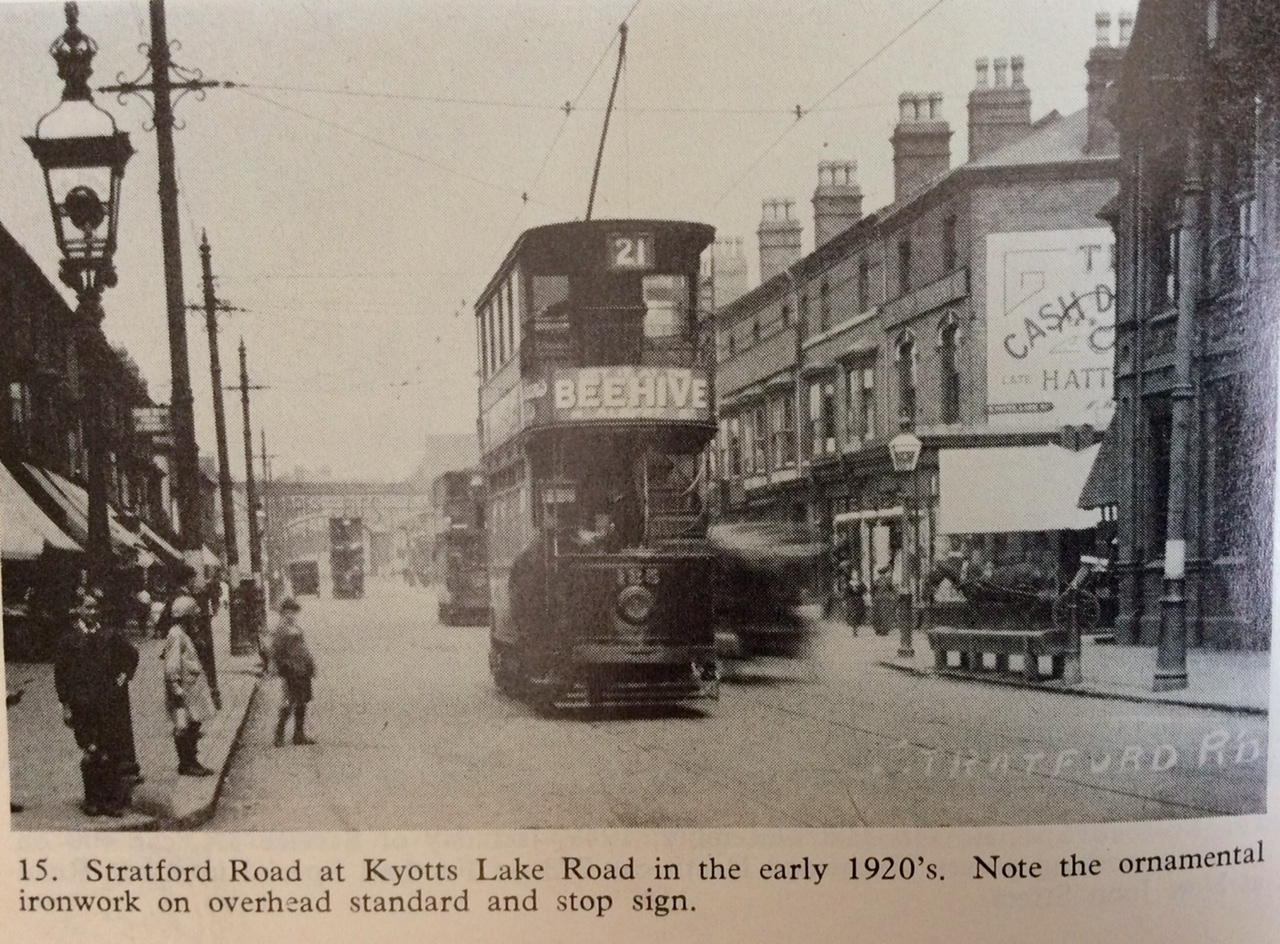 21
BEEHIVE
CASH
LATE HATT
STRATFORD RD
15. Stratford Road at Kyotts Lake Road in the early 1920's. Note the ornamental
ironwork on overhead standard and stop sign.